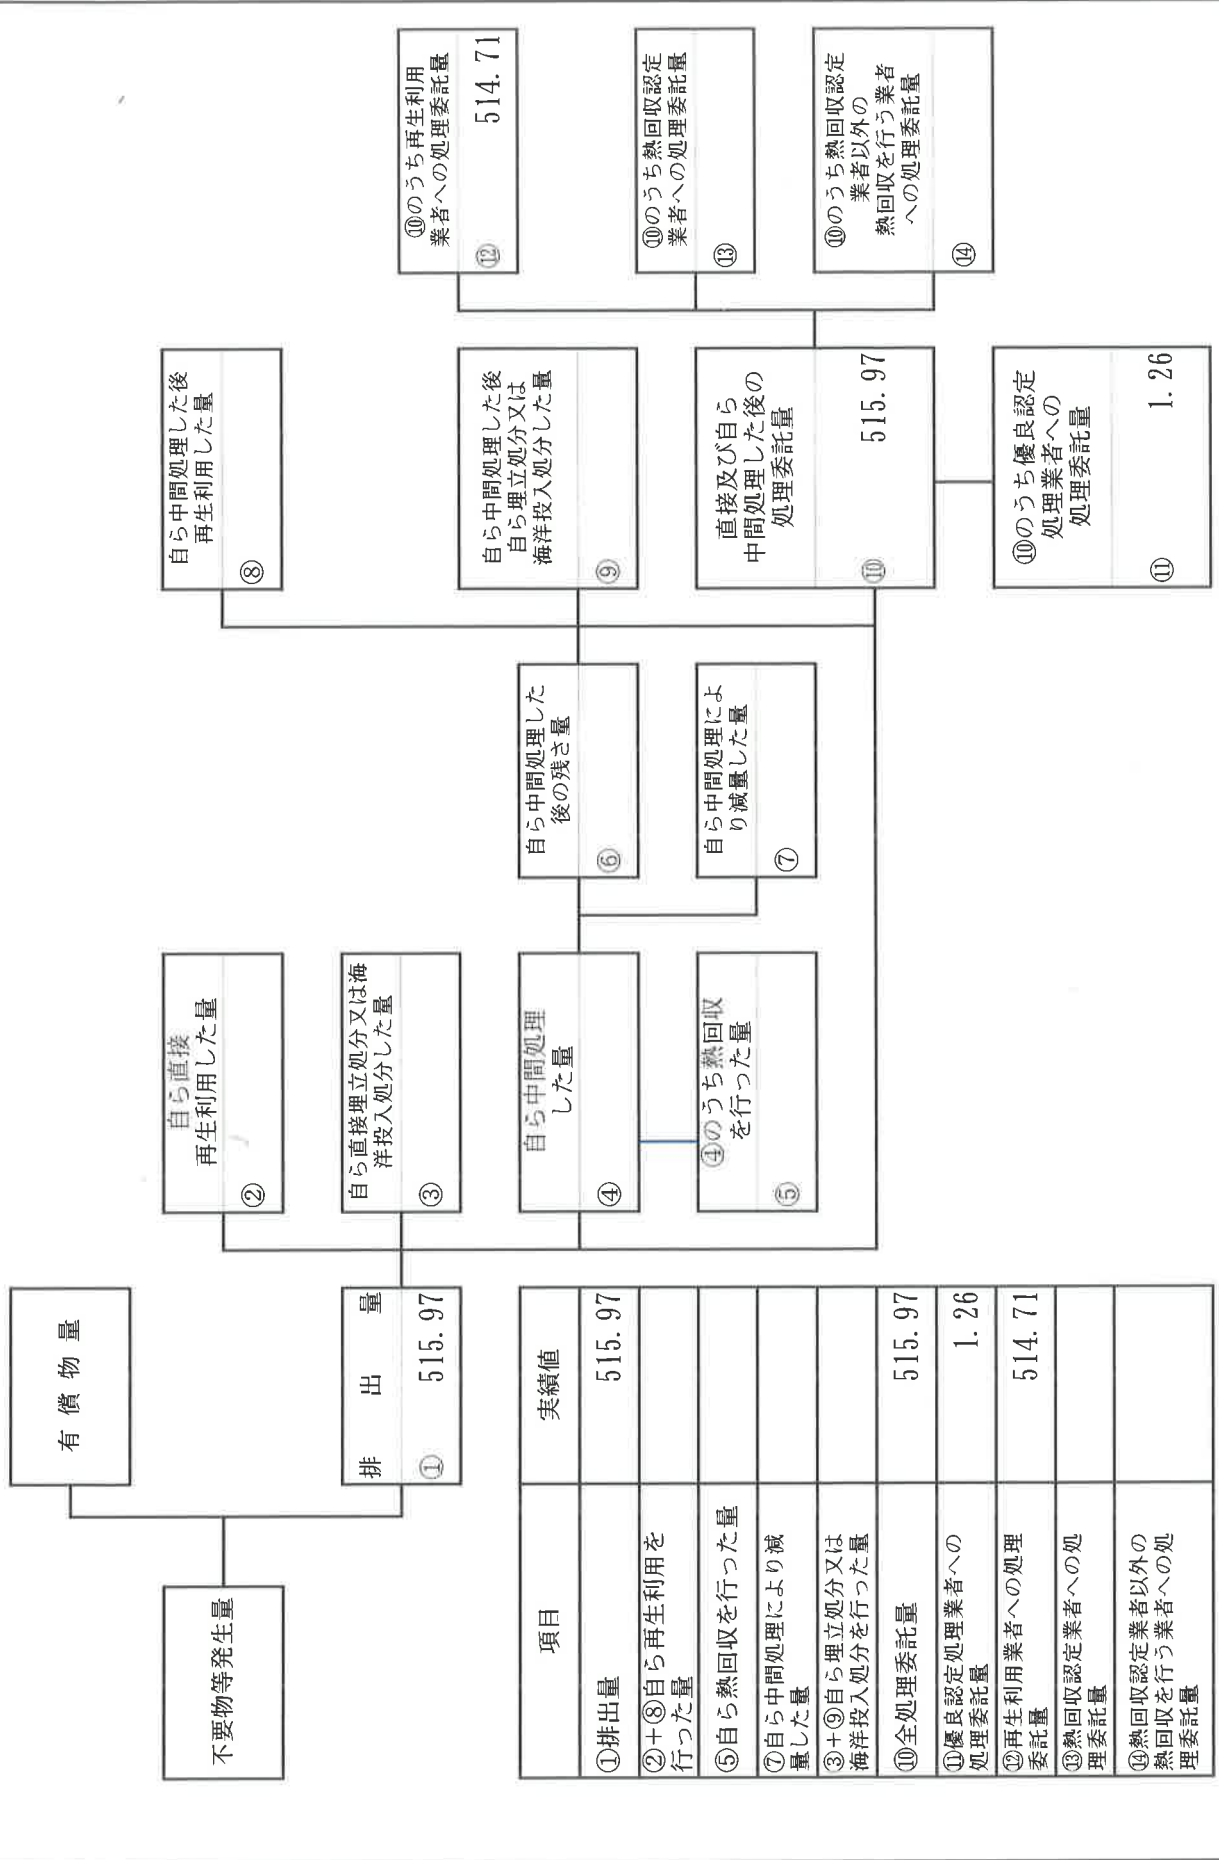 有償物量
不要物等発生量
排出量
① 515.97
自ら直接
再生利用した量
②
自ら直接埋立処分又は海
洋投入処分した量
③
自ら中間処理
した量
④
④のうち熱回収
を行った量
⑤
自ら中間処理した
後の残さ量
⑥
自ら中間処理によ
り減量した量
⑦
自ら中間処理した後
再生利用した量
⑧
自ら中間処理した後
自ら埋立処分又は
海洋投入処分した量
⑨
直接及び自ら
中間処理した後の
処理委託量
⑩ 515.97
⑩のうち優良認定
処理業者への
処理委託量
⑪ 1.26
⑩のうち再生利用
業者への処理委託量
⑫ 514.71
⑩のうち熱回収認定
業者への処理委託量
⑬
⑩のうち熱回収認定
業者以外の
熱回収を行う業者
への処理委託量
⑭
項目 実績値
①排出量 515.97
②+⑧自ら再生利用を
行った量
⑤自ら熱回収を行った量
⑦自ら中間処理により減
量した量
③+⑨自ら埋立処分又は
海洋投入処分を行った量
⑩全処理委託量 515.97
⑪優良認定処理業者への
処理委託量 1.26
⑫再生利用業者への処理
委託量 514.71
⑬熱回収認定業者への処
理委託量
⑭熱回収認定業者以外の
熱回収を行う業者への処
理委託量